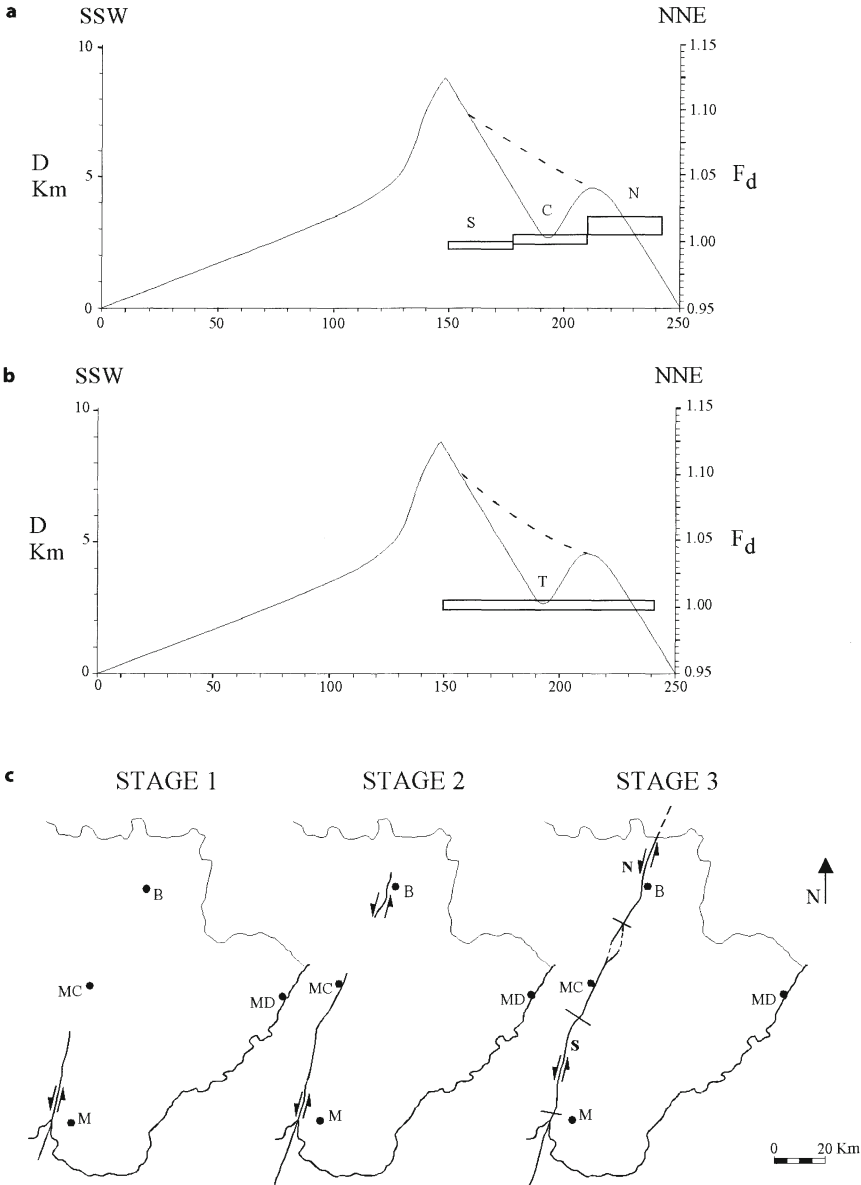 a
SSW NNE
10 1.15
1.10
D
Km 5 1.05 F_d
S C N
1.00
0 0.95
0 50 100 150 200 250
b
SSW NNE
10 1.15
1.10
D
Km 5 1.05 F_d
T
1.00
0 0.95
0 50 100 150 200 250
c
STAGE 1 STAGE 2 STAGE 3
B B N B
N
MC MD MC MD MC MD
S
M M M
0 20 Km